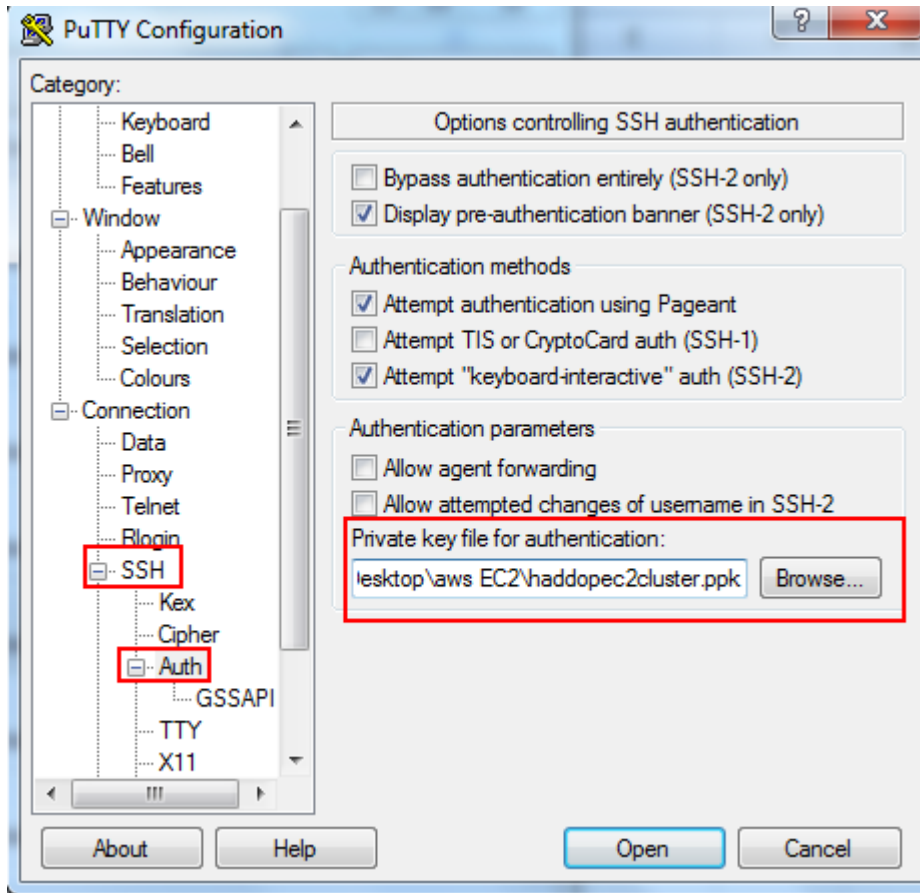 PuTTY Configuration
Category:
Keyboard
Bell
Features
Window
Appearance
Behaviour
Translation
Selection
Colours
Connection
Data
Proxy
Telnet
Rlogin
SSH
Kex
Cipher
Auth
GSSAPI
TTY
X11
Options controlling SSH authentication
Bypass authentication entirely (SSH-2 only)
Display pre-authentication banner (SSH-2 only)
Authentication methods
Attempt authentication using Pageant
Attempt TIS or CryptoCard auth (SSH-1)
Attempt "keyboard-interactive" auth (SSH-2)
Authentication parameters
Allow agent forwarding
Allow attempted changes of username in SSH-2
Private key file for authentication:
esktop\aws EC2\haddopec2cluster.ppk
Browse...
About
Help
Open
Cancel